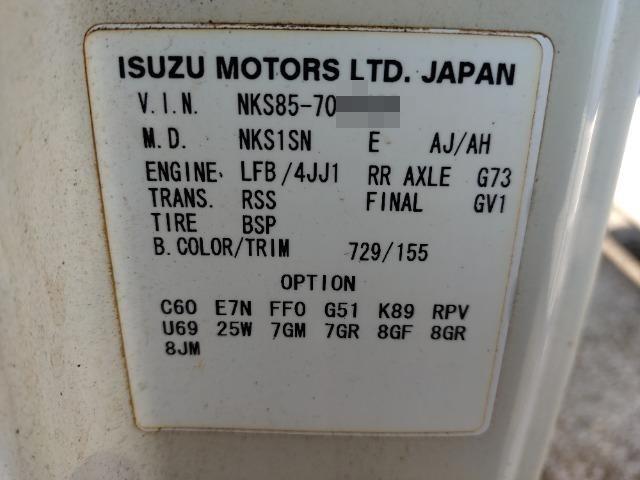 ISUZU MOTORS LTD. JAPAN
V.I.N. NKS85-70
M.D. NKS1SN E AJ/AH
ENGINE LFB/4JJ1 RR AXLE G73
TRANS. RSS FINAL GV1
TIRE BSP
B.COLOR/TRIM 729/155
OPTION
C60 E7N FF0 G51 K89 RPV
U69 25W 7GM 7GR 8GF 8GR
8JM